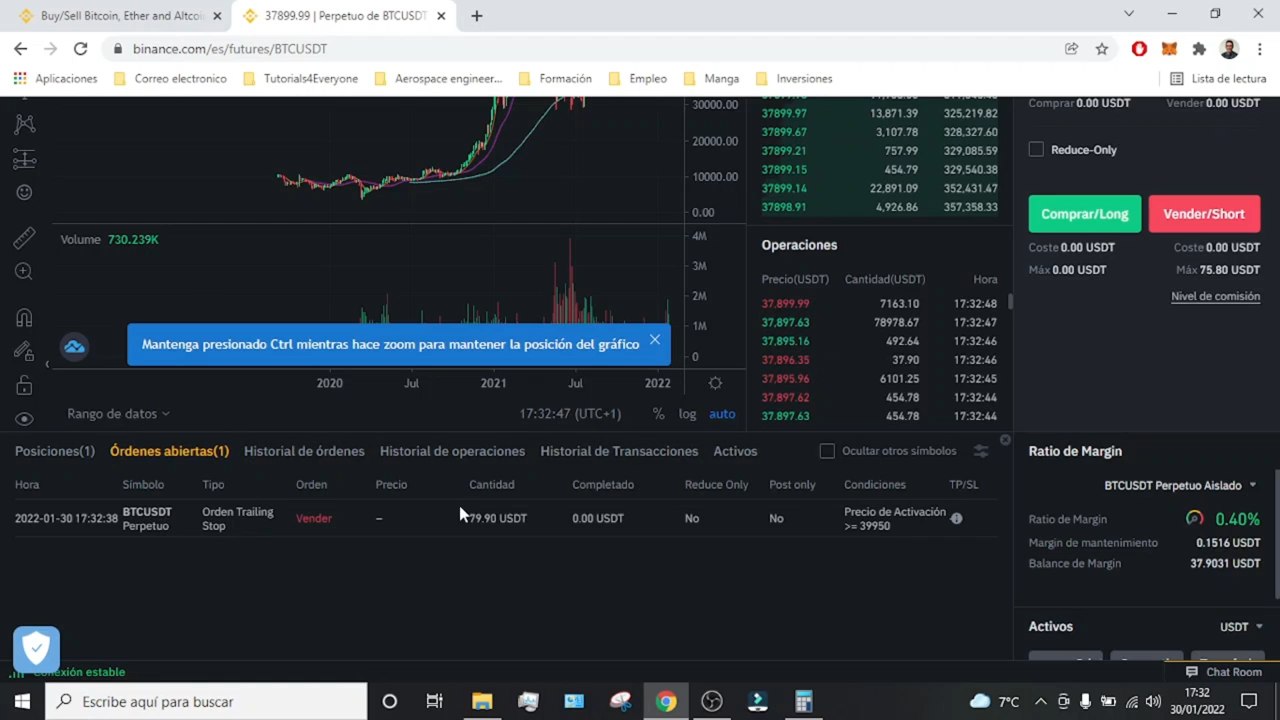 Buy/Sell Bitcoin, Ether and Altcoi
37899.99 | Perpetuo de BTCUSDT
binance.com/es/futures/BTCUSDT
Aplicaciones
Correo electronico
Tutorials4Everyone
Aerospace engineer...
Formación
Empleo
Manga
Inversiones
Lista de lectura
30000.00
20000.00
10000.00
0.00
Volume 730.239K
4M
3M
2M
1M
0
Mantenga presionado Ctrl mientras hace zoom para mantener la posición del gráfico
2020 Jul 2021 Jul 2022
Rango de datos
17:32:47 (UTC+1) % log auto
37899.97 13,871.39 325,219.82
37899.67 3,107.78 328,327.60
37899.21 757.99 329,085.59
37899.15 454.79 329,540.38
37899.14 22,891.09 352,431.47
37898.91 4,926.86 357,358.33
Operaciones
Precio(USDT) Cantidad(USDT) Hora
37.899.99 7163.10 17:32:48
37.897.63 78978.67 17:32:47
37.895.16 492.64 17:32:46
37.896.35 37.90 17:32:46
37.895.96 6101.25 17:32:45
37.897.62 454.78 17:32:44
37.897.63 454.78 17:32:44
Comprar 0.00 USDT Vender 0.00 USDT
Reduce-Only
Comprar/Long Vender/Short
Coste 0.00 USDT Coste 0.00 USDT
Máx 0.00 USDT Máx 75.80 USDT
Nivel de comisión
Posiciones(1) Órdenes abiertas(1) Historial de órdenes Historial de operaciones Historial de Transacciones Activos Ocultar otros símbolos
Hora Símbolo Tipo Orden Precio Cantidad Completado Reduce Only Post only Condiciones TP/SL
2022-01-30 17:32:38 BTCUSDT Perpetuo Orden Trailing Stop Vender – 79.90 USDT 0.00 USDT No No Precio de Activación >= 39950
Ratio de Margin
BTCUSDT Perpetuo Aislado
Ratio de Margin 0.40%
Margin de mantenimiento 0.1516 USDT
Balance de Margin 37.9031 USDT
Activos USDT
Conexión estable
Chat Room
Escribe aquí para buscar
7°C
17:32
30/01/2022